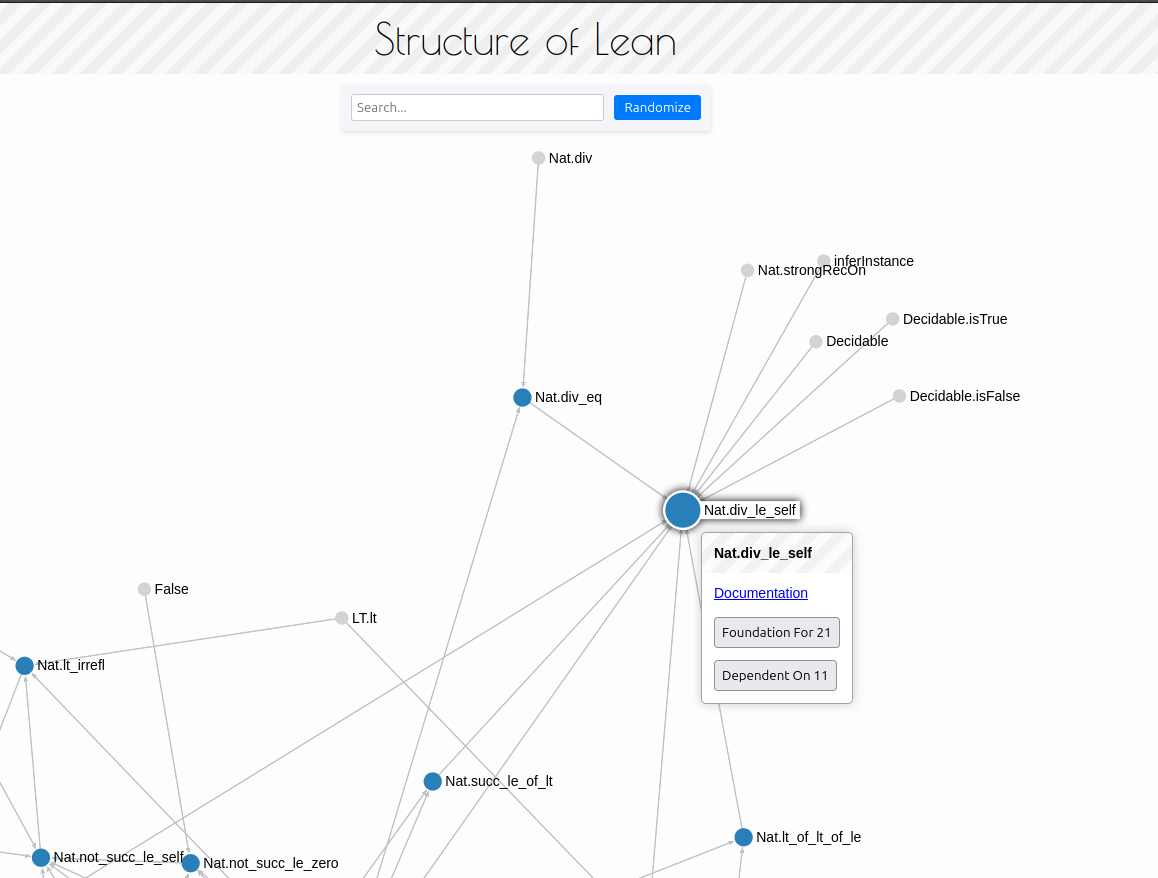 Structure of Lean
Search...
Randomize
Nat.div
inferInstance
Nat.strongRecOn
Decidable.isTrue
Decidable
Decidable.isFalse
Nat.div_eq
Nat.div_le_self
Nat.div_le_self
Documentation
Foundation For 21
Dependent On 11
False
LT.lt
Nat.lt_irrefl
Nat.succ_le_of_lt
Nat.lt_of_lt_of_le
Nat.not_succ_le_self
Nat.not_succ_le_zero